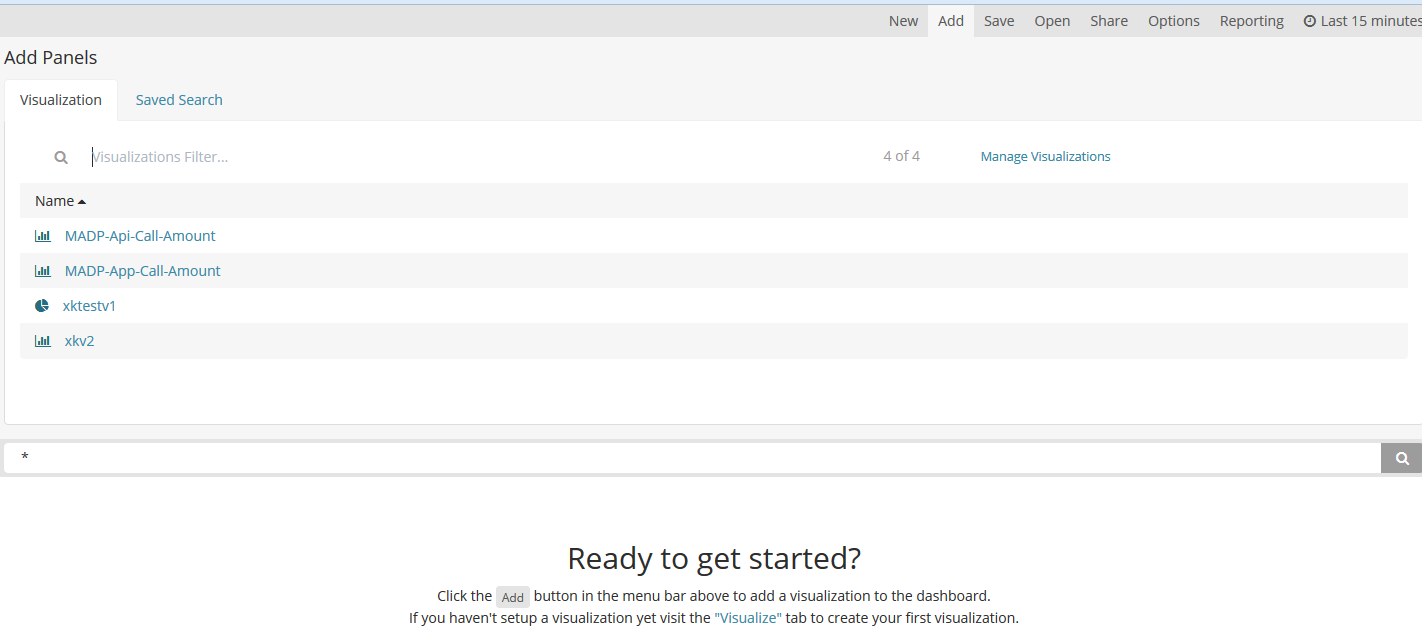 New Add Save Open Share Options Reporting Last 15 minutes
Add Panels
Visualization Saved Search
Visualizations Filter... 4 of 4 Manage Visualizations
Name
MADP-Api-Call-Amount
MADP-App-Call-Amount
xktestv1
xkv2
*
Ready to get started?
Click the Add button in the menu bar above to add a visualization to the dashboard.
If you haven't setup a visualization yet visit the "Visualize" tab to create your first visualization.